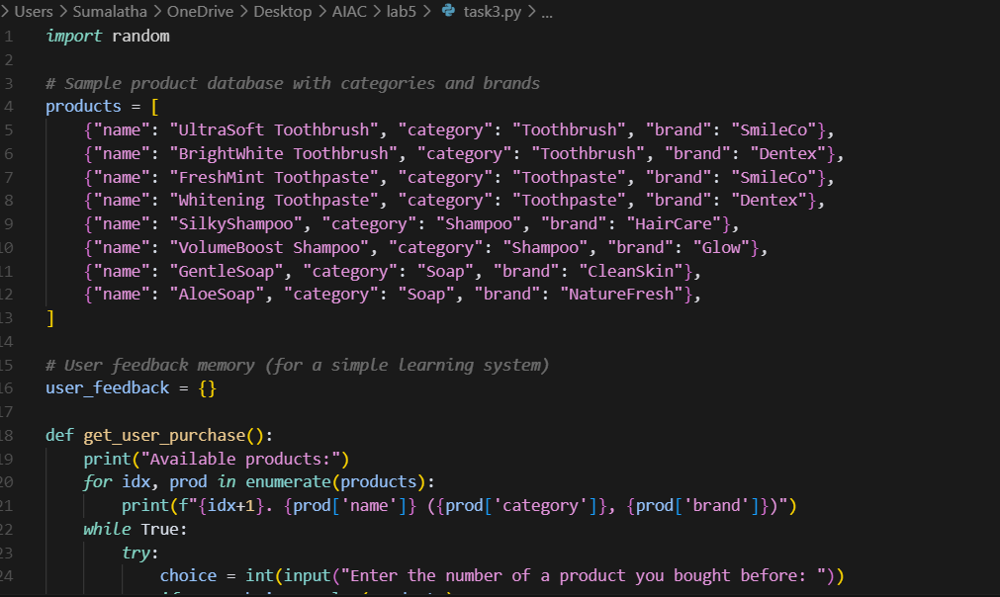 > Users > Sumalatha > OneDrive > Desktop > AIAC > lab5 > task3.py > ...
1 import random
2
3 # Sample product database with categories and brands
4 products = [
5 {"name": "UltraSoft Toothbrush", "category": "Toothbrush", "brand": "SmileCo"},
6 {"name": "BrightWhite Toothbrush", "category": "Toothbrush", "brand": "Dentex"},
7 {"name": "FreshMint Toothpaste", "category": "Toothpaste", "brand": "SmileCo"},
8 {"name": "Whitening Toothpaste", "category": "Toothpaste", "brand": "Dentex"},
9 {"name": "SilkyShampoo", "category": "Shampoo", "brand": "HairCare"},
10 {"name": "VolumeBoost Shampoo", "category": "Shampoo", "brand": "Glow"},
11 {"name": "GentleSoap", "category": "Soap", "brand": "CleanSkin"},
12 {"name": "AloeSoap", "category": "Soap", "brand": "NatureFresh"},
13 ]
14
15 # User feedback memory (for a simple learning system)
16 user_feedback = {}
17
18 def get_user_purchase():
19 print("Available products:")
20 for idx, prod in enumerate(products):
21 print(f"{idx+1}. {prod['name']} ({prod['category']}, {prod['brand']})")
22 while True:
23 try:
24 choice = int(input("Enter the number of a product you bought before: "))